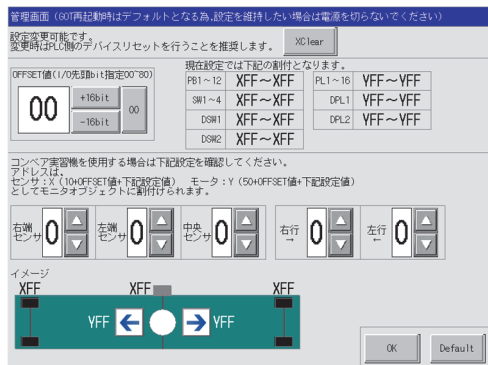 管理画面（GOT再起動時はデフォルトとなる為、設定を維持したい場合は電源を切らないでください）
設定変更可能です。
変更時はPLC側のデバイスリセットを行うことを推奨します。 XClear
現在設定では下記の割付となります。
OFFSET値(I/O先頭bit指定00~80)
00 +16bit -16bit 00
PB1～12 XFF～XFF PL1～16 YFF～YFF
SW1～4 XFF～XFF DPL1 YFF～YFF
DSW1 XFF～XFF DPL2 YFF～YFF
DSW2 XFF～XFF
コンベア実習機を使用する場合は下記設定を確認してください。
アドレスは、
センサ：X（10+OFFSET値+下記設定値） モータ：Y（50+OFFSET値+下記設定値）
としてモニタオブジェクトに割付けられます。
右端センサ 0 左端センサ 0 中央センサ 0 右行→ 0 左行← 0
イメージ
XFF XFF XFF
YFF ← → YFF
OK Default